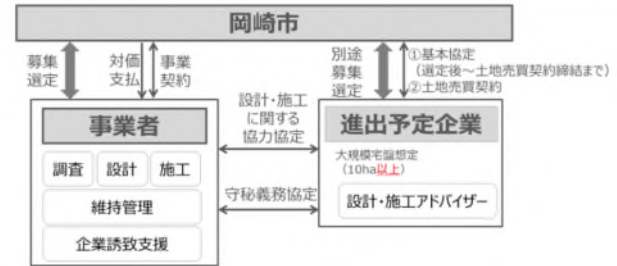 岡崎市
募集
選定
対価
支払
事業
契約
別途
募集
選定
①基本協定
（選定後～土地売買契約締結まで）
②土地売買契約
事業者
調査
設計
施工
維持管理
企業誘致支援
設計・施工
に関する
協力協定
守秘義務協定
進出予定企業
大規模宅盤想定
（10ha以上）
設計・施工アドバイザー